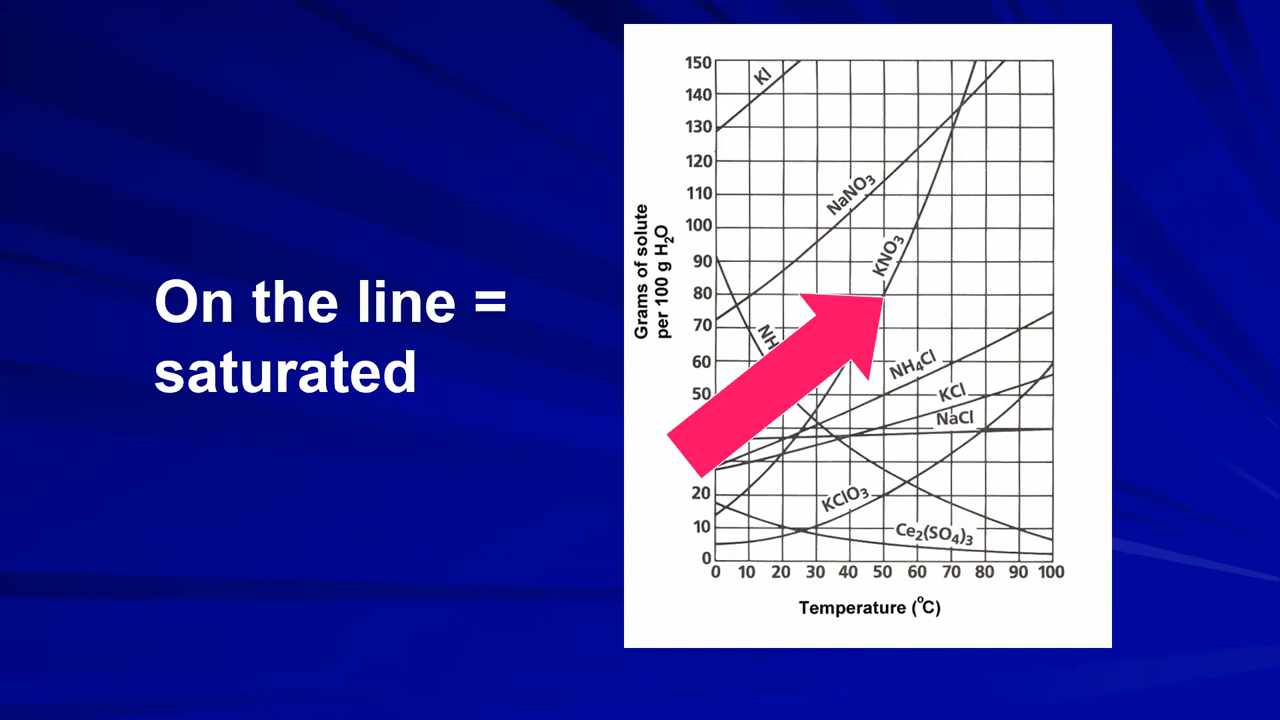 On the line =
saturated
150
140
130
120
110
100
90
80
70
60
50
20
10
0
0 10 20 30 40 50 60 70 80 90 100
Grams of solute
per 100 g H₂O
Temperature (°C)
KI
NaNO₃
KNO₃
NH
NH₄Cl
KCl
NaCl
KClO₃
Ce₂(SO₄)₃